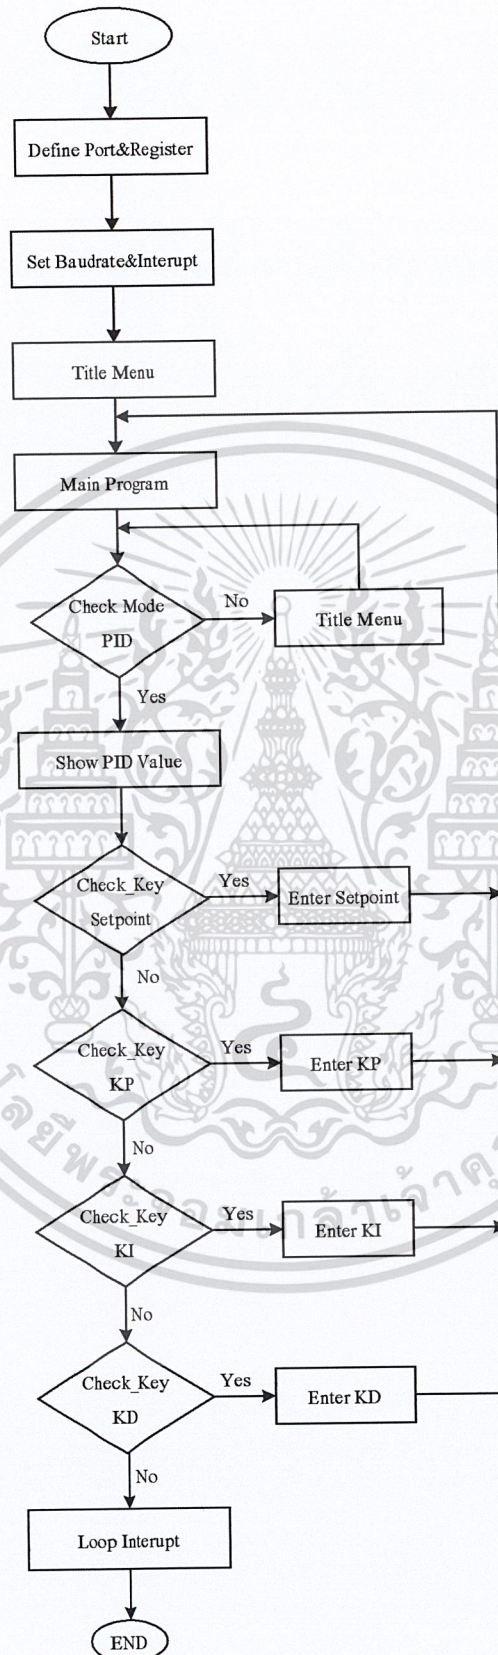 Start
Define Port&Register
Set Baudrate&Interupt
Title Menu
Main Program
Check Mode
PID
No
Title Menu
Yes
Show PID Value
Check_Key
Setpoint
Yes
Enter Setpoint
No
Check_Key
KP
Yes
Enter KP
No
Check_Key
KI
Yes
Enter KI
No
Check_Key
KD
Yes
Enter KD
No
Loop Interupt
END